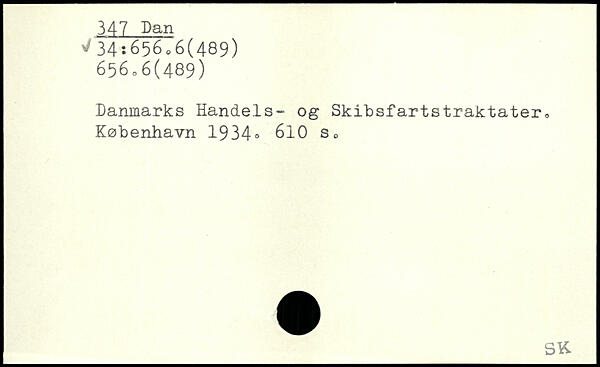 347 Dan
✓34:656.6(489)
656.6(489)
Danmarks Handels- og Skibsfartstraktater.
København 1934. 610 s.
SK